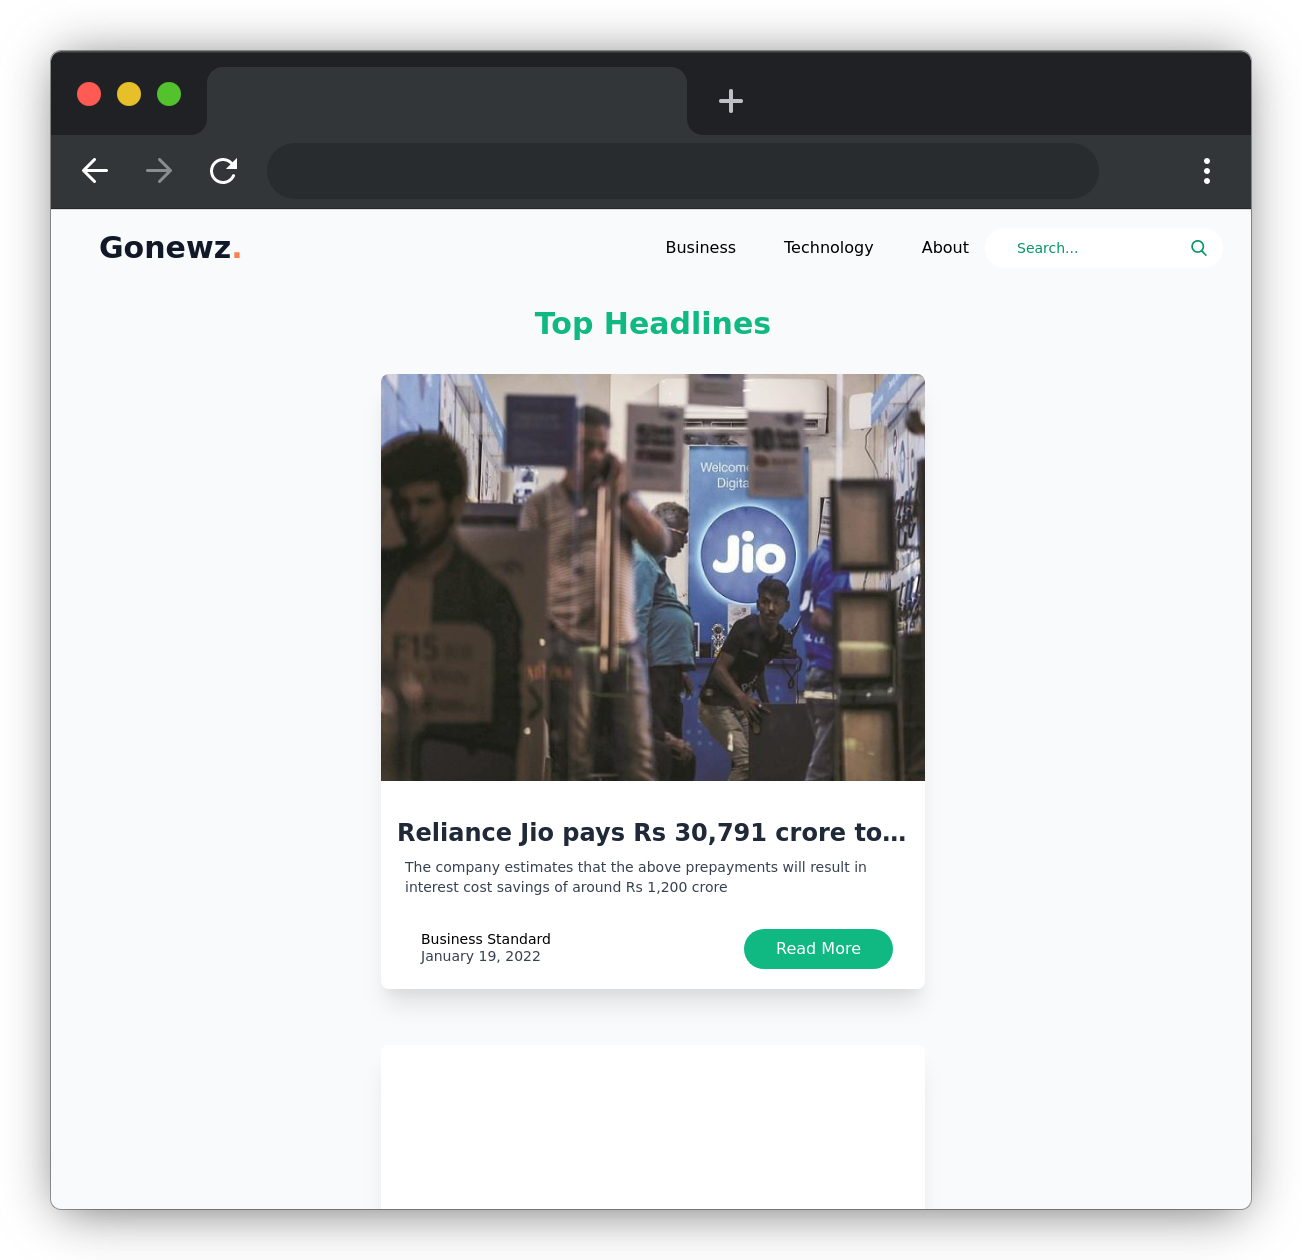 Gonewz.
Business
Technology
About
Search...
Top Headlines
Welcom
Digita
Jio
F15
Reliance Jio pays Rs 30,791 crore to...
The company estimates that the above prepayments will result in
interest cost savings of around Rs 1,200 crore
Business Standard
January 19, 2022
Read More